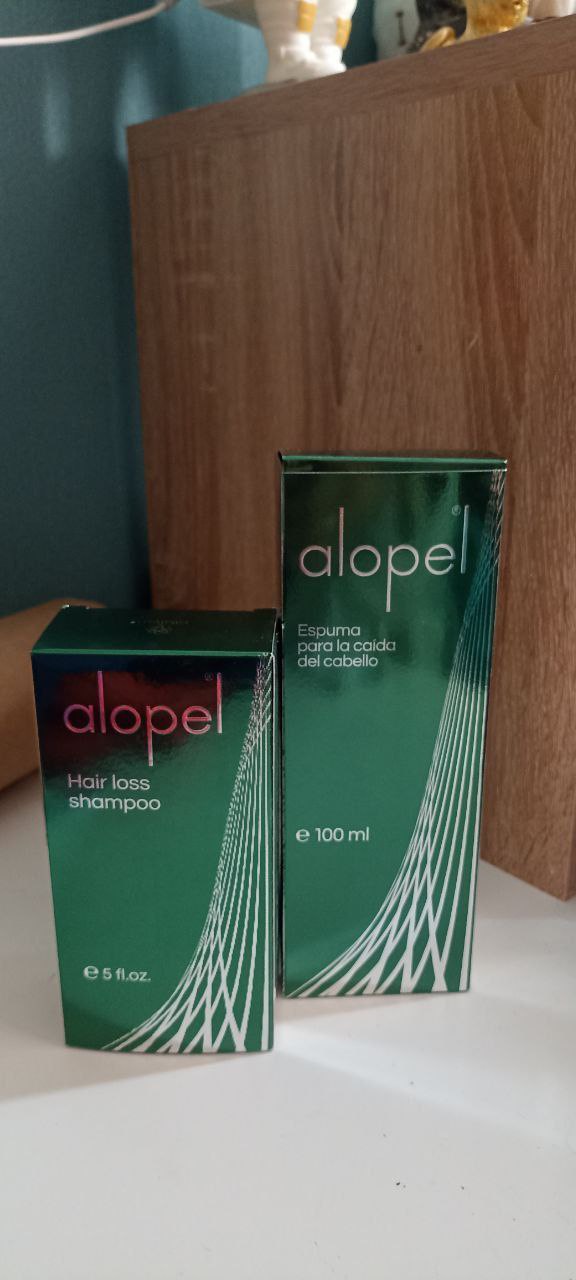 alopel®
Hair loss
shampoo
℮ 5 fl.oz.
alopel®
Espuma
para la caída
del cabello
℮ 100 ml